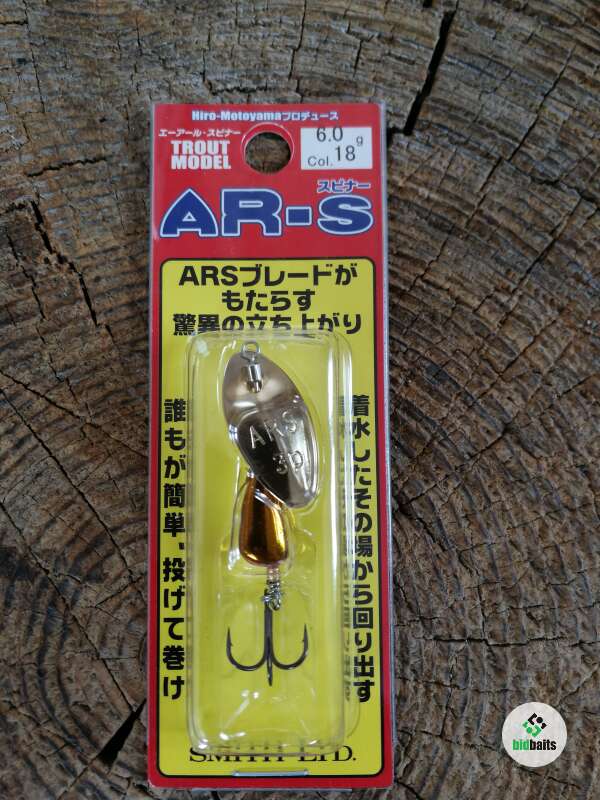 Hiro-Motoyamaプロデュース
エーアール・スピナー
TROUT
MODEL
6.0 g
Col. 18
スピナー
AR-S
ARSブレードが
もたらす
驚異の立ち上がり
着水したその場から回り出す
誰もが簡単、投げて巻け
ARS
3D
SMITH LTD.
bidbaits